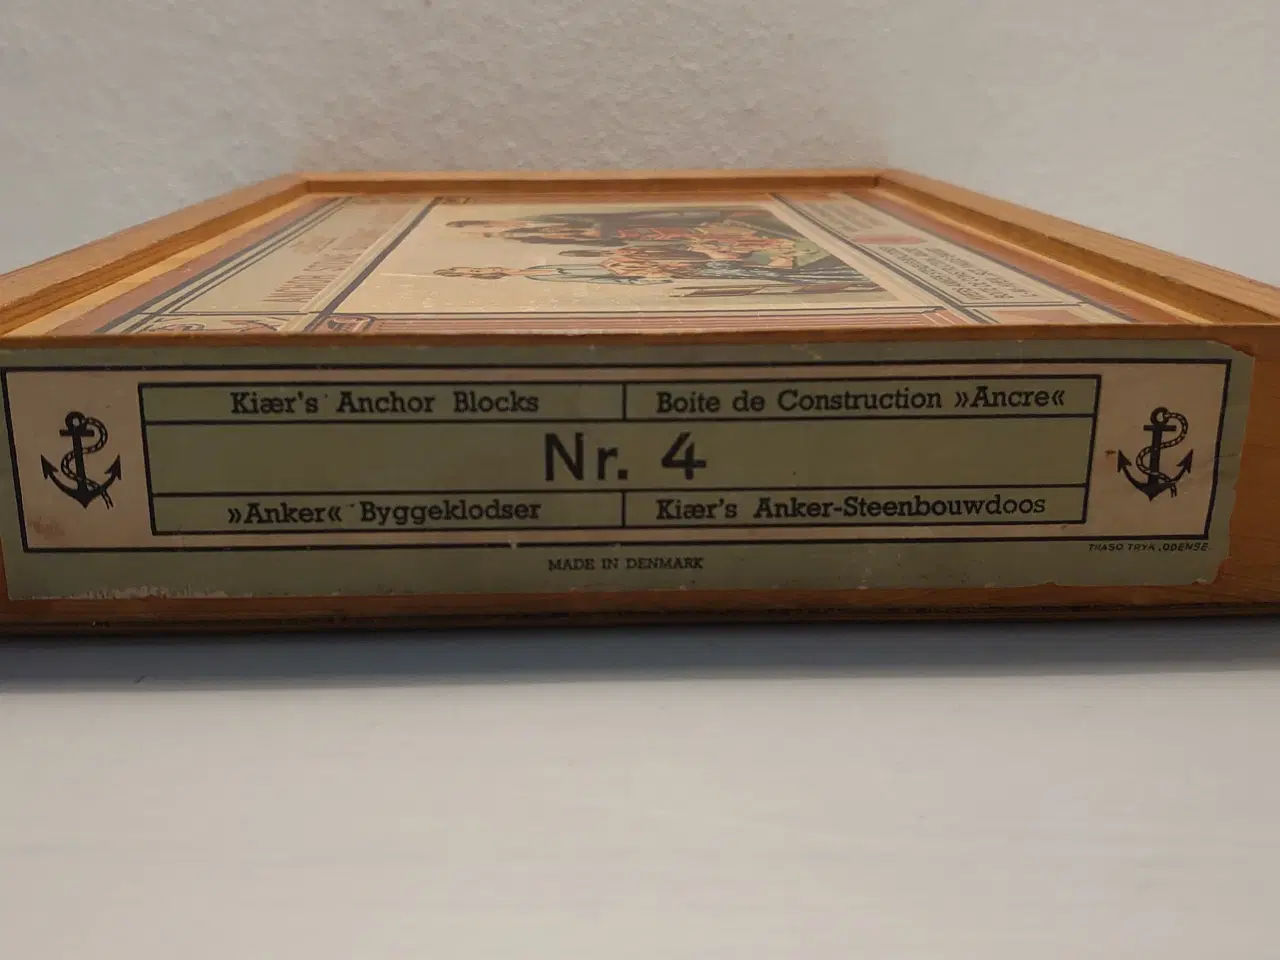 Kiær's Anchor Blocks
Boite de Construction »Ancre«
Nr. 4
»Anker« Byggeklodser
Kiær's Anker-Steenbouwdoos
MADE IN DENMARK
THASO TRYK, ODENSE